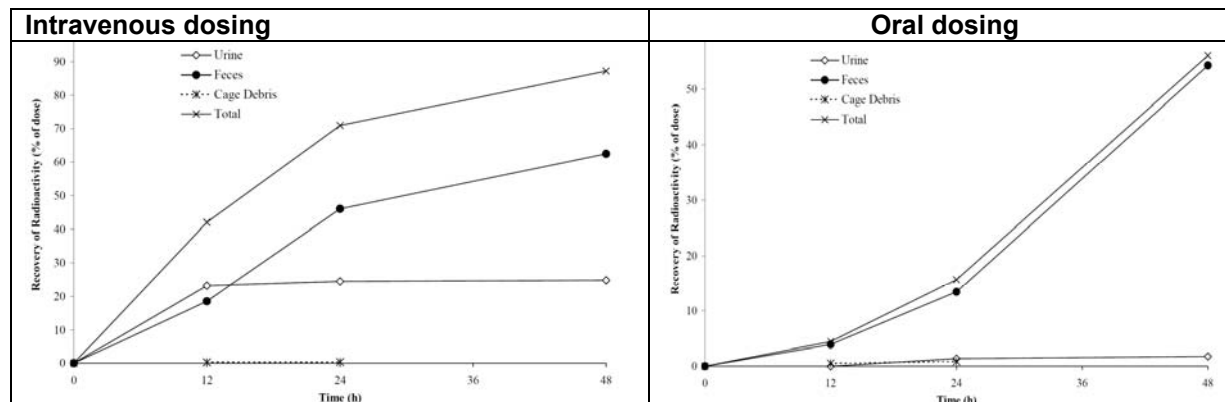 Intravenous dosing
Oral dosing
Urine
Feces
Cage Debris
Total
Recovery of Radioactivity (% of dose)
90
80
70
60
50
40
30
20
10
0
0 12 24 36 48
Time (h)
Urine
Feces
Cage Debris
Total
Recovery of Radioactivity (% of dose)
50
40
30
20
10
0
0 12 24 36 48
Time (h)